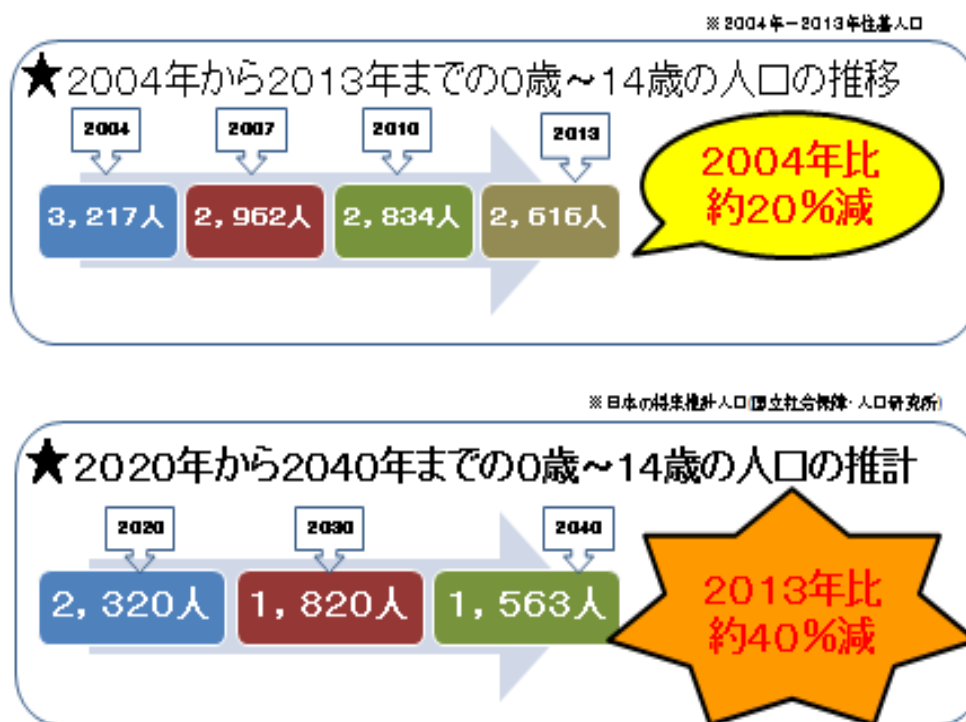 ※2004年－2013年住基人口
★2004年から2013年までの0歳～14歳の人口の推移
2004
2007
2010
2013
3,217人
2,962人
2,834人
2,616人
2004年比
約20%減
※日本の将来推計人口(国立社会保障・人口研究所)
★2020年から2040年までの0歳～14歳の人口の推計
2020
2030
2040
2,320人
1,820人
1,563人
2013年比
約40%減